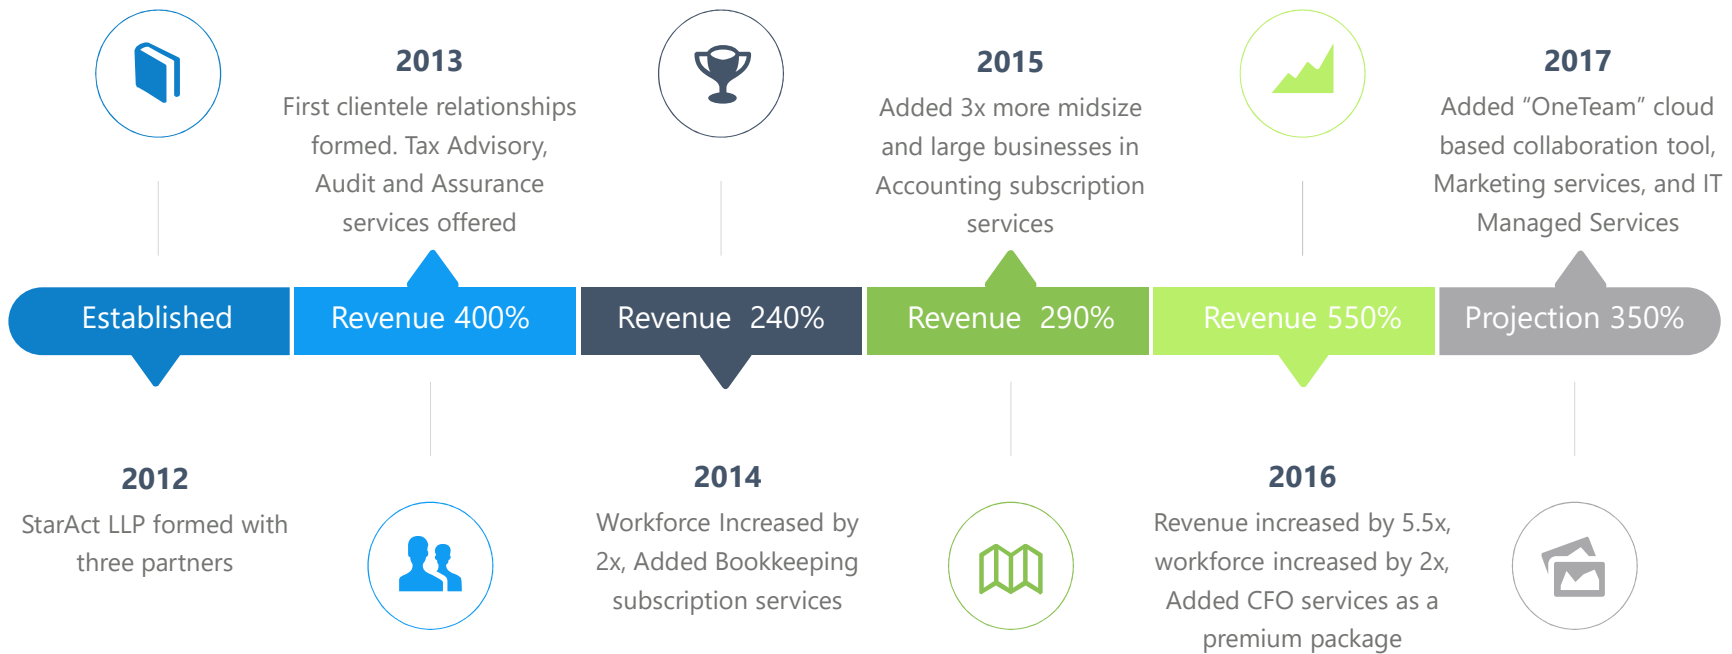 2013
First clientele relationships
formed. Tax Advisory,
Audit and Assurance
services offered
2015
Added 3x more midsize
and large businesses in
Accounting subscription
services
2017
Added “OneTeam” cloud
based collaboration tool,
Marketing services, and IT
Managed Services
Established
Revenue 400%
Revenue  240%
Revenue  290%
Revenue 550%
Projection 350%
2012
StarAct LLP formed with
three partners
2014
Workforce Increased by
2x, Added Bookkeeping
subscription services
2016
Revenue increased by 5.5x,
workforce increased by 2x,
Added CFO services as a
premium package